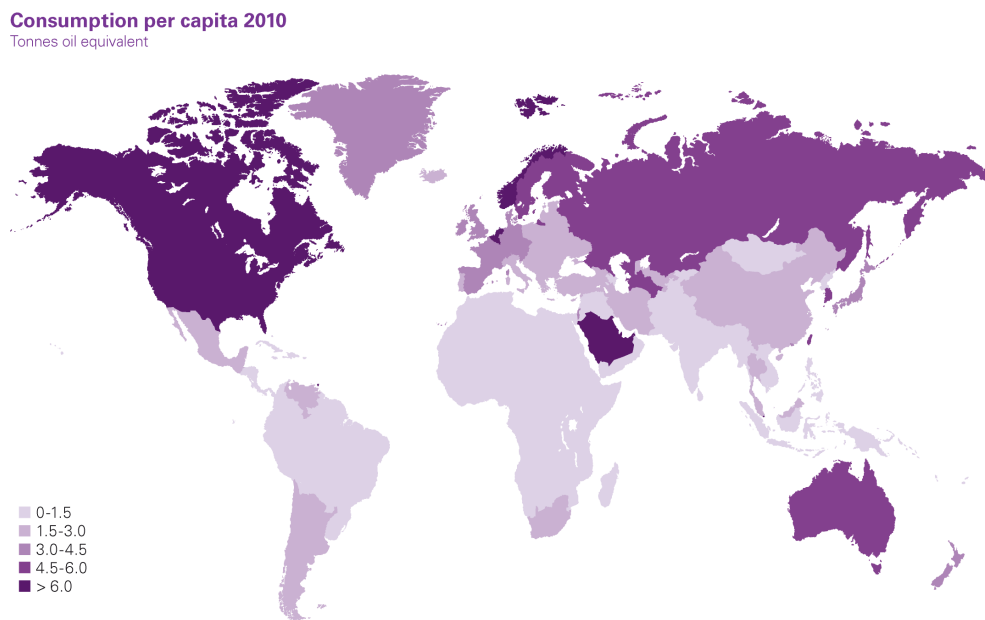 Consumption per capita 2010
Tonnes oil equivalent
0-1.5
1.5-3.0
3.0-4.5
4.5-6.0
> 6.0